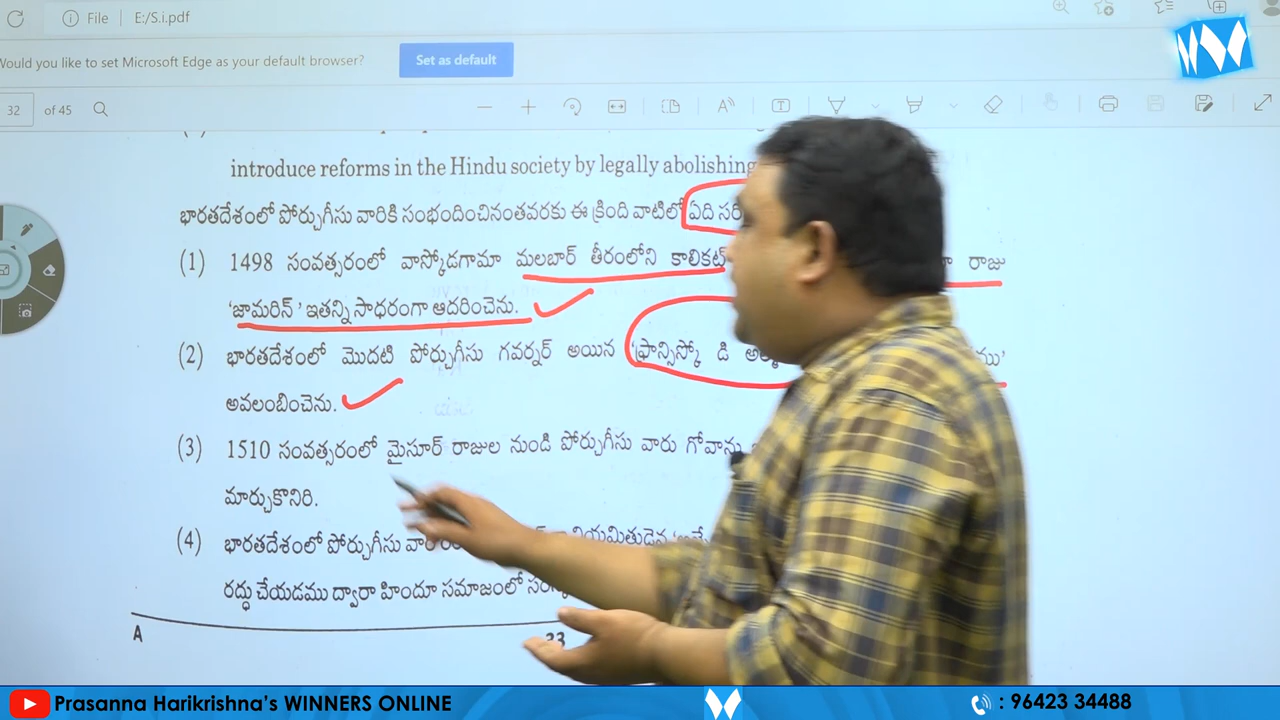 File
E:/S.i.pdf
Would you like to set Microsoft Edge as your default browser?
Set as default
32 of 45
introduce reforms in the Hindu society by legally abolishing
భారతదేశంలో పోర్చుగీసు వారికి సంభందించినంతవరకు ఈ క్రింది వాటిలో ఏది సరి
(1) 1498 సంవత్సరంలో వాస్కోడగామా మలబార్ తీరంలోని కాలికట్ రాజు
'జామరిన్ ' ఇతన్ని సాధరంగా ఆదరించెను.
(2) భారతదేశంలో మొదటి పోర్చుగీసు గవర్నర్ అయిన 'ఫ్రాన్సిస్కో డి
అవలంబించెను.
(3) 1510 సంవత్సరంలో మైసూర్ రాజుల నుండి పోర్చుగీసు వారు గోవాను
మార్చుకొనిరి.
(4) భారతదేశంలో పోర్చుగీసు
రద్ధు చేయడము ద్వారా హిందూ సమాజంలో
A 33
Prasanna Harikrishna's WINNERS ONLINE
: 96423 34488